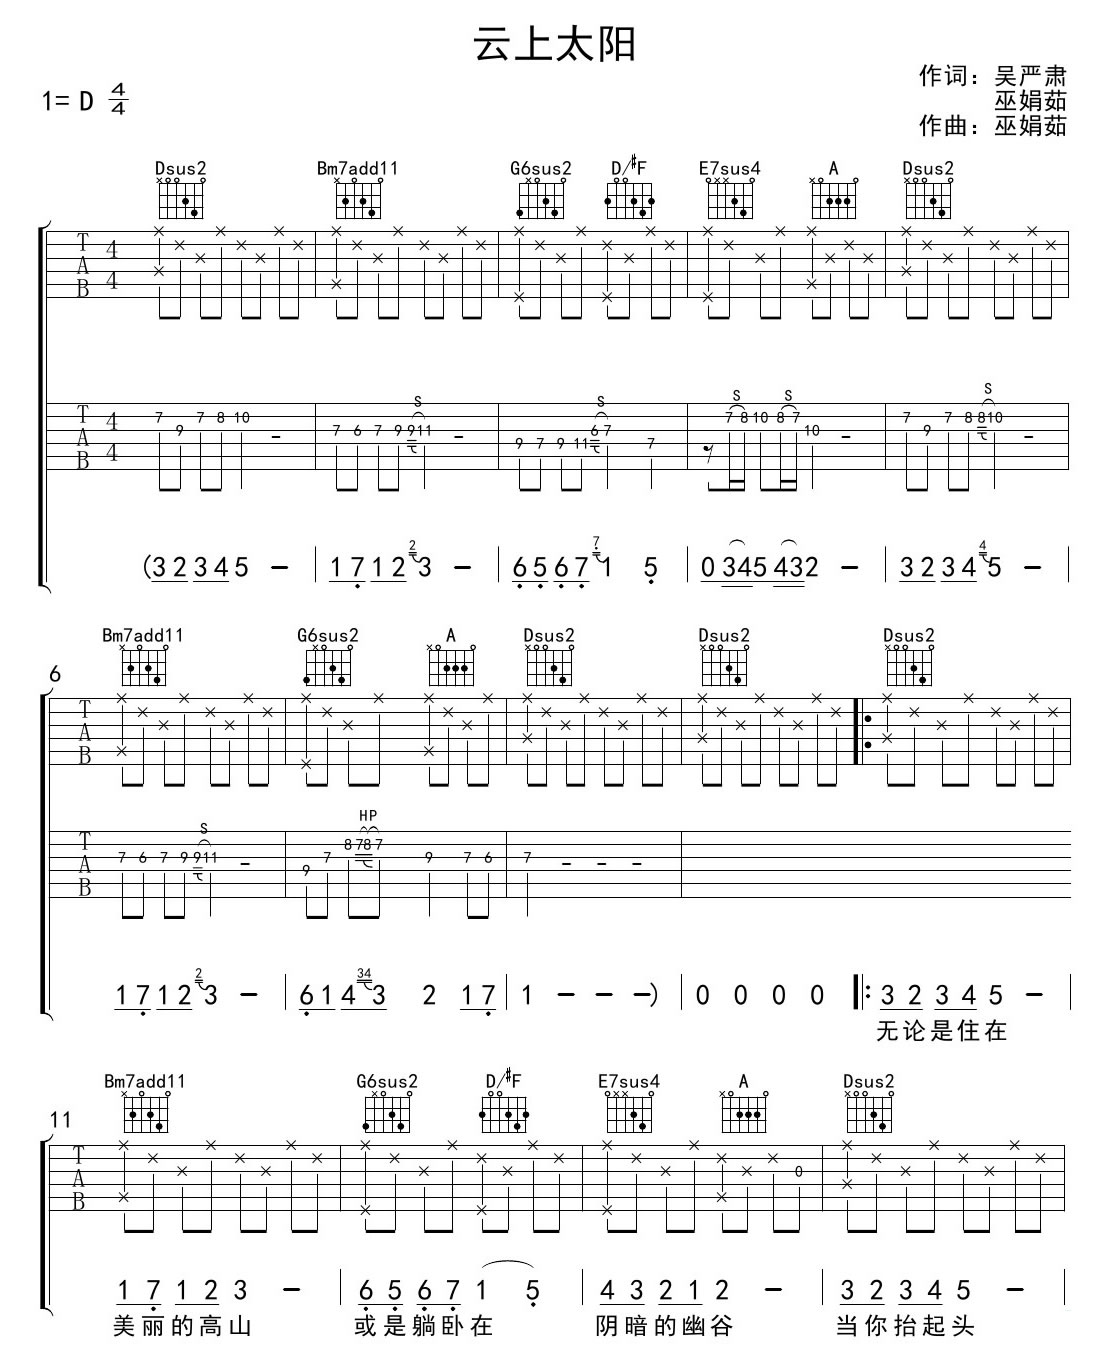 云上太阳
作词：吴严肃
巫娟茹
作曲：巫娟茹
1= D 4/4
Dsus2 Bm7add11 G6sus2 D/#F E7sus4 A Dsus2
T A B 4 4
S S S S S
T A B 4 4 7 9 7 8 10 - 7 6 7 9 9 11 - 9 7 9 11 6 7 7 7 8 10 8 7 10 - 7 9 7 8 8 10 -
(3 2 3 4 5 - 1 7 1 2 2 3 - 6 5 6 7 7 1 5 0 3 4 5 4 3 2 - 3 2 3 4 4 5 -
Bm7add11 G6sus2 A Dsus2 Dsus2 Dsus2
6
T A B
S HP
T A B 7 6 7 9 9 11 - 9 7 8 7 8 7 9 7 6 7 - - -
1 7 1 2 2 3 - 6 1 4 34 3 2 1 7 1 - - -) 0 0 0 0 3 2 3 4 5 -
无论是住在
Bm7add11 G6sus2 D/#F E7sus4 A Dsus2
11
T A B 0
1 7 1 2 3 - 6 5 6 7 1 5 4 3 2 1 2 - 3 2 3 4 5 -
美丽的高山 或是躺卧在 阴暗的幽谷 当你抬起头